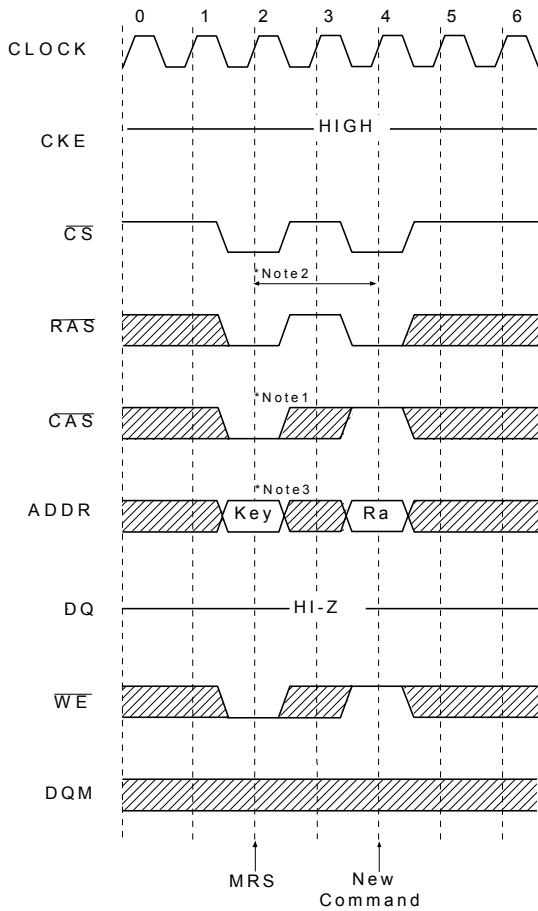 0 1 2 3 4 5 6
CLOCK
HIGH
CKE
CS
*Note2
RAS
*Note1
CAS
*Note3
ADDR Key Ra
DQ HI-Z
WE
DQM
MRS New
Command